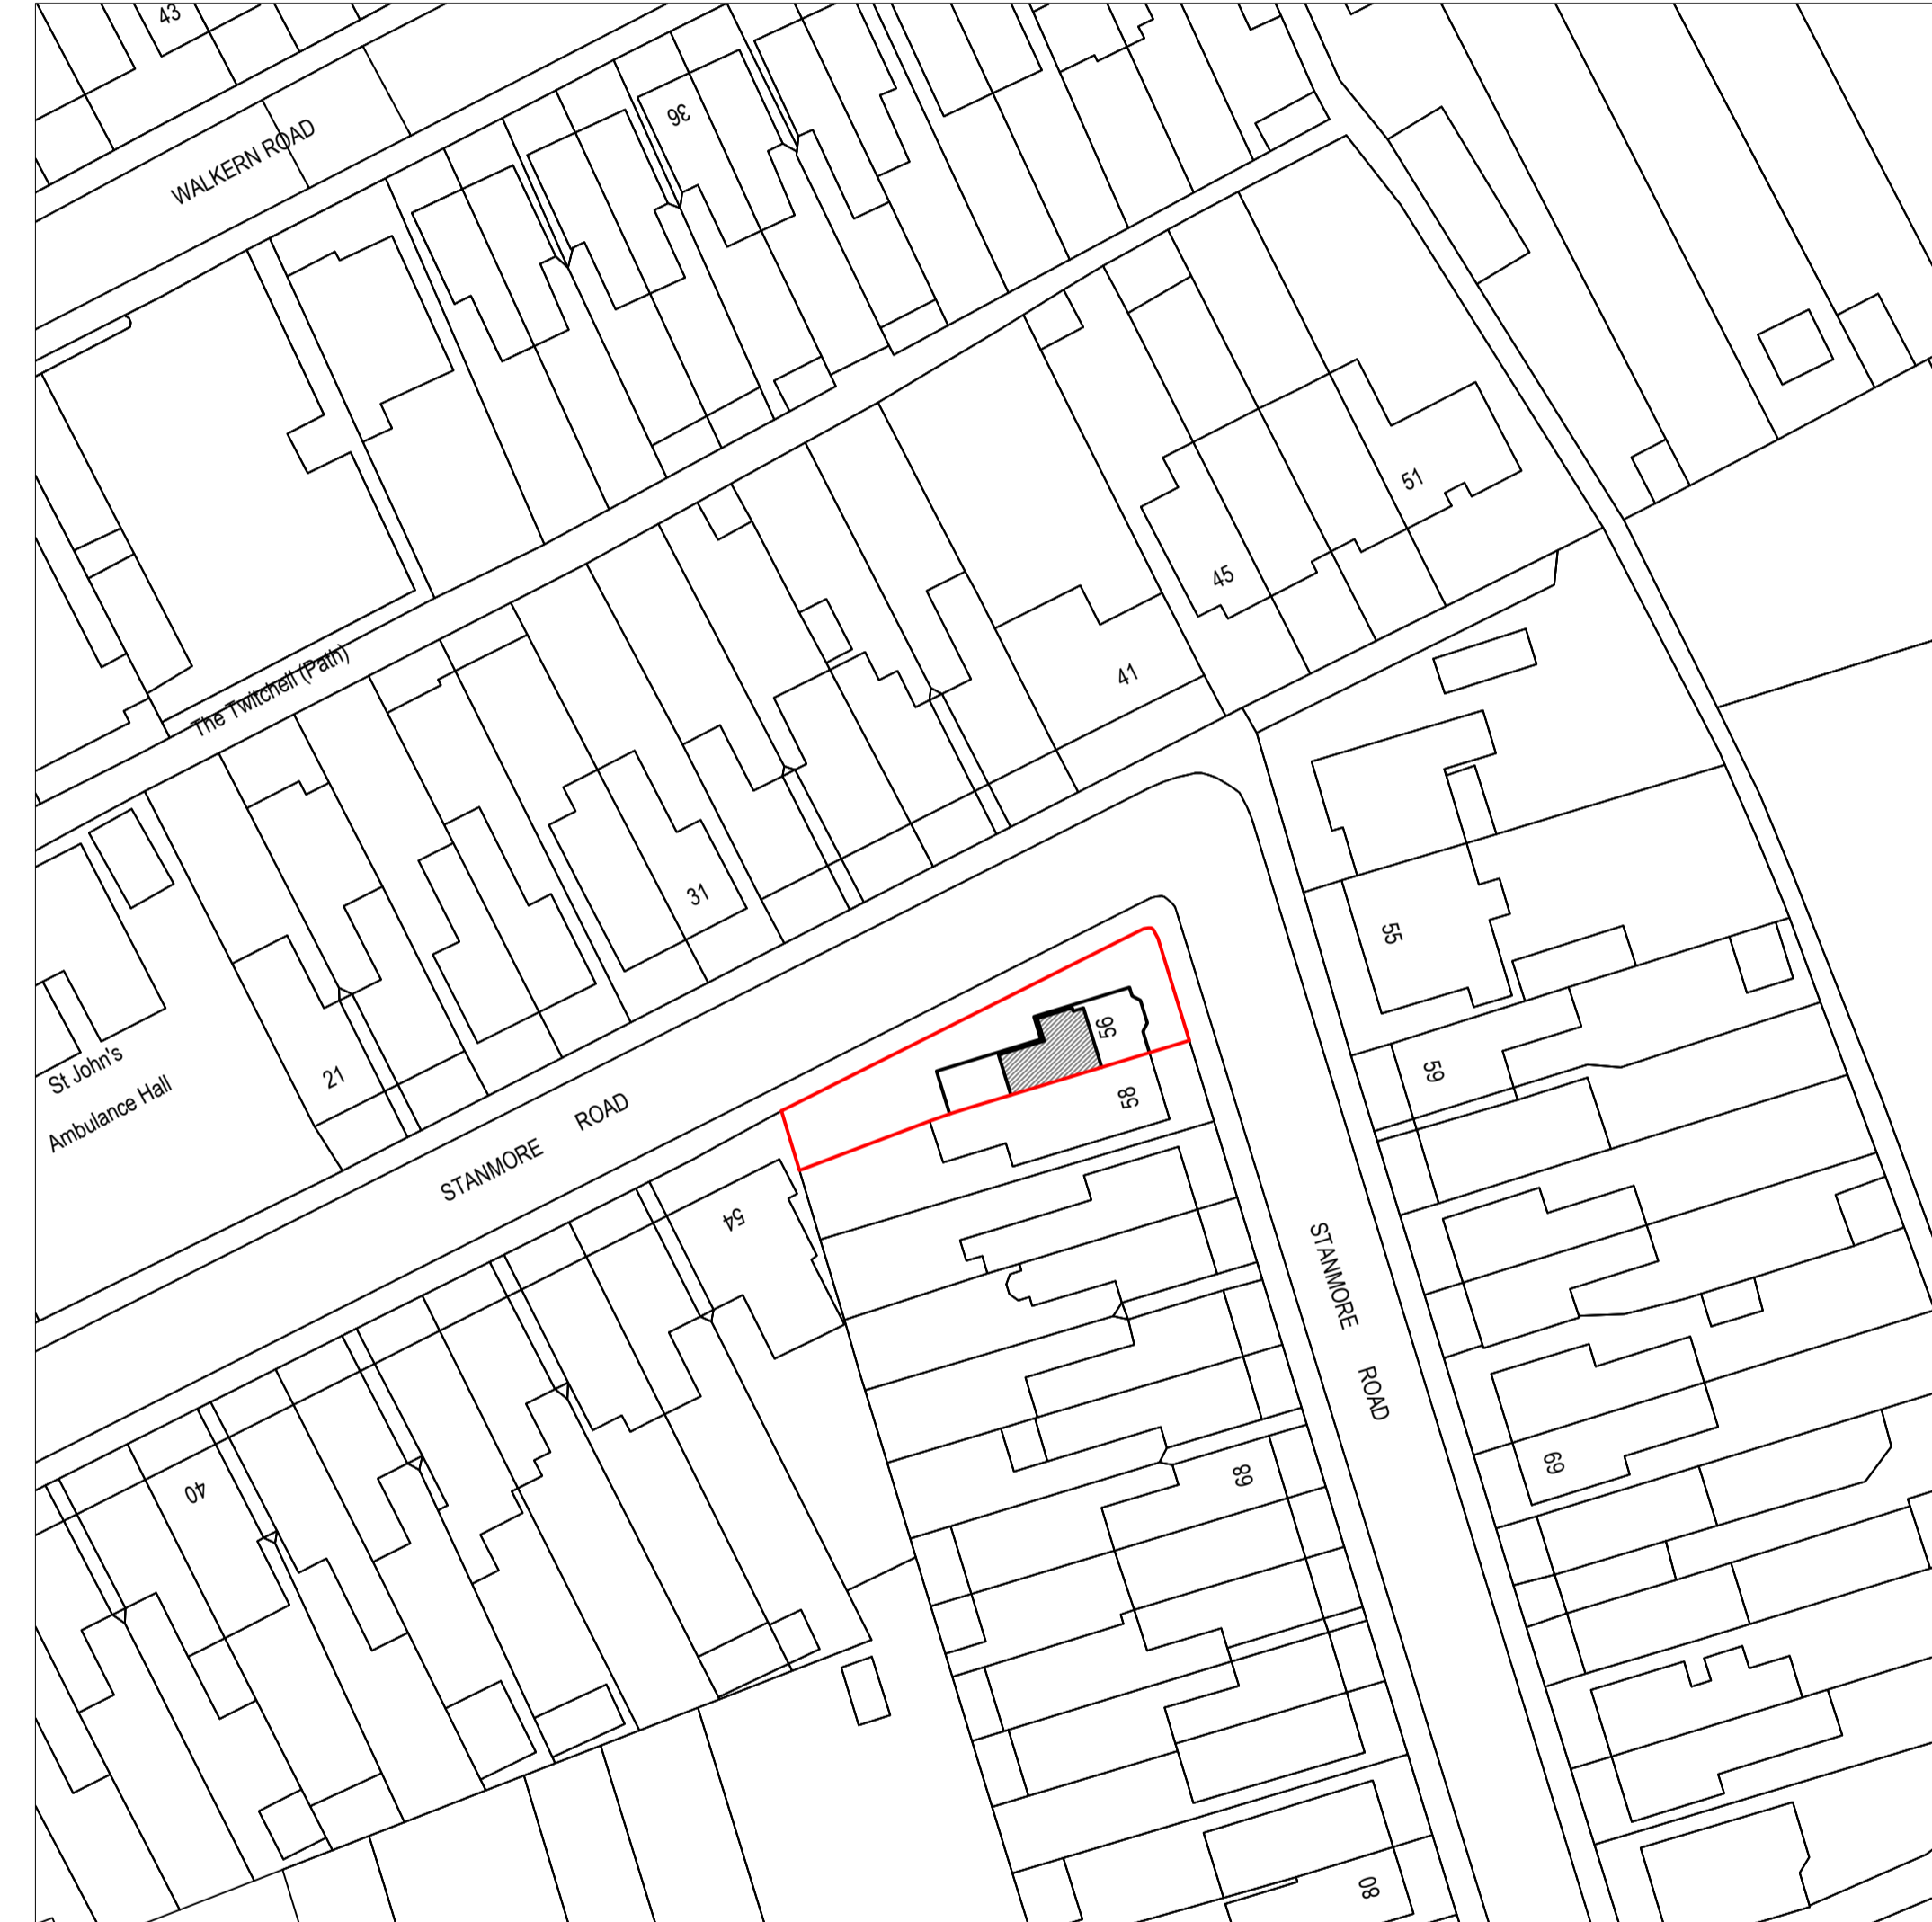 43
WALKERN ROAD
36
51
45
41
The Twitchell (Path)
31
55
56
59
58
St John's
Ambulance Hall
21
STANMORE ROAD
54
STANMORE ROAD
40
68
69
80